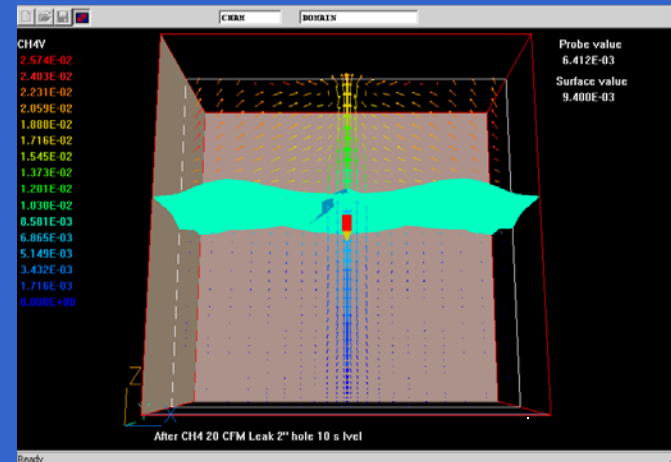 CHAM DOMAIN
CH4V
2.574E-02
2.403E-02
2.231E-02
2.059E-02
1.888E-02
1.716E-02
1.545E-02
1.373E-02
1.201E-02
1.030E-02
8.581E-03
6.865E-03
5.149E-03
3.432E-03
1.716E-03
0.000E+00
Probe value
6.412E-03
Surface value
9.400E-03
Z
X
After CH4 20 CFM Leak 2" hole 10 s lvel
Ready